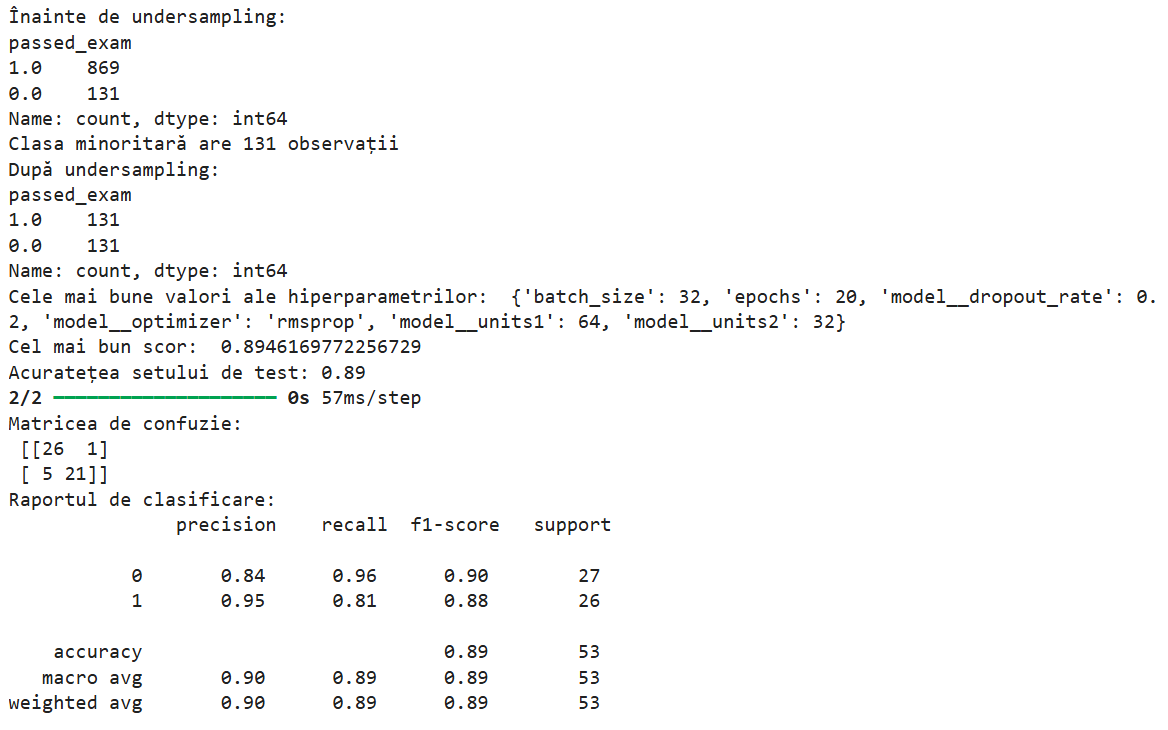 Înainte de undersampling:
passed_exam
1.0    869
0.0    131
Name: count, dtype: int64
Clasa minoritară are 131 observații
După undersampling:
passed_exam
1.0    131
0.0    131
Name: count, dtype: int64
Cele mai bune valori ale hiperparametrilor:  {'batch_size': 32, 'epochs': 20, 'model__dropout_rate': 0.
2, 'model__optimizer': 'rmsprop', 'model__units1': 64, 'model__units2': 32}
Cel mai bun scor:  0.8946169772256729
Acuratețea setului de test: 0.89
2/2 ━━━━━━━━━━━━━━━━━━━━ 0s 57ms/step
Matricea de confuzie:
 [[26  1]
 [ 5 21]]
Raportul de clasificare:
               precision    recall  f1-score   support
           0       0.84      0.96      0.90        27
           1       0.95      0.81      0.88        26
    accuracy                           0.89        53
   macro avg       0.90      0.89      0.89        53
weighted avg       0.90      0.89      0.89        53